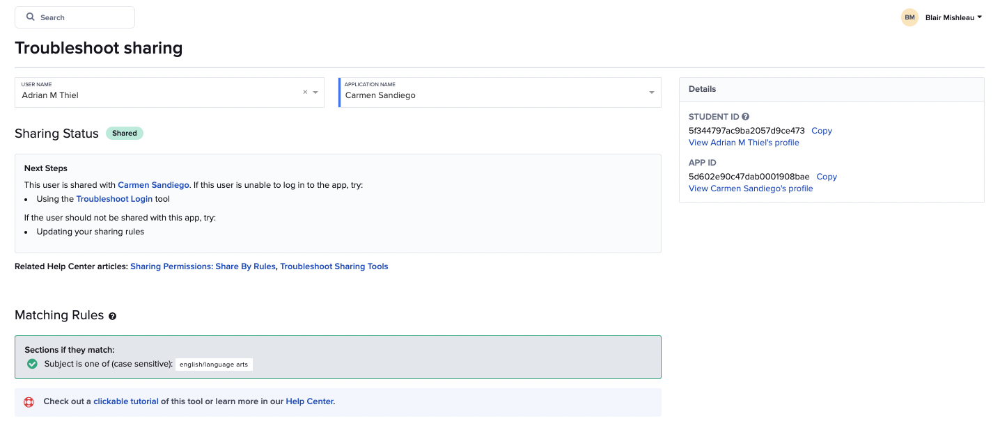 Search
BM Blair Mishleau
Troubleshoot sharing
USER NAME
Adrian M Thiel
APPLICATION NAME
Carmen Sandiego
Sharing Status Shared
Next Steps
This user is shared with Carmen Sandiego. If this user is unable to log in to the app, try:
• Using the Troubleshoot Login tool
If the user should not be shared with this app, try:
• Updating your sharing rules
Related Help Center articles: Sharing Permissions: Share By Rules, Troubleshoot Sharing Tools
Matching Rules ?
Sections if they match:
Subject is one of (case sensitive): english/language arts
Check out a clickable tutorial of this tool or learn more in our Help Center.
Details
STUDENT ID ?
5f344797ac9ba2057d9ce473 Copy
View Adrian M Thiel's profile
APP ID
5d602e90c47dab0001908bae Copy
View Carmen Sandiego's profile